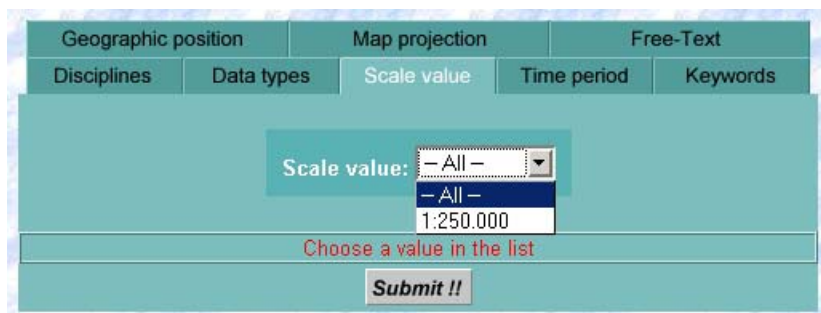 Geographic position Map projection Free-Text
Disciplines Data types Scale value Time period Keywords
Scale value: – All –
– All –
1:250.000
Choose a value in the list
Submit !!